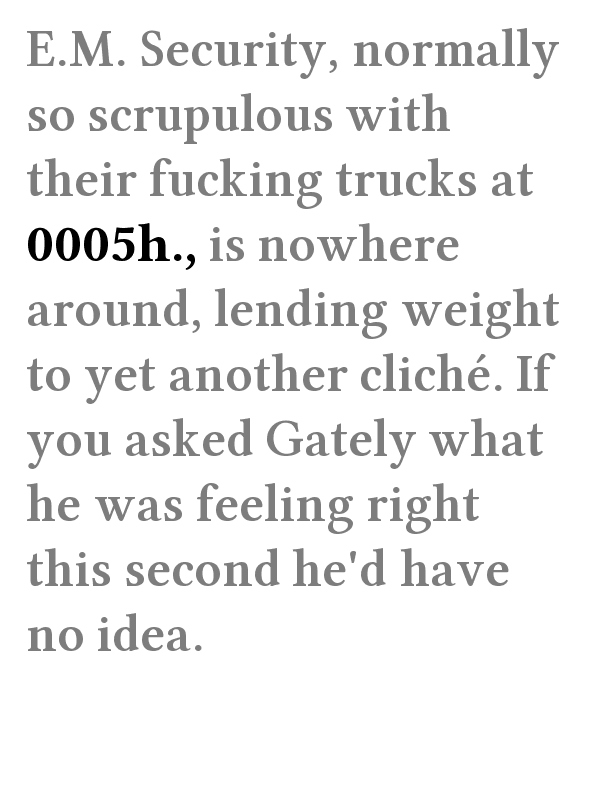 E.M. Security, normally
so scrupulous with
their fucking trucks at
0005h., is nowhere
around, lending weight
to yet another cliché. If
you asked Gately what
he was feeling right
this second he'd have
no idea.